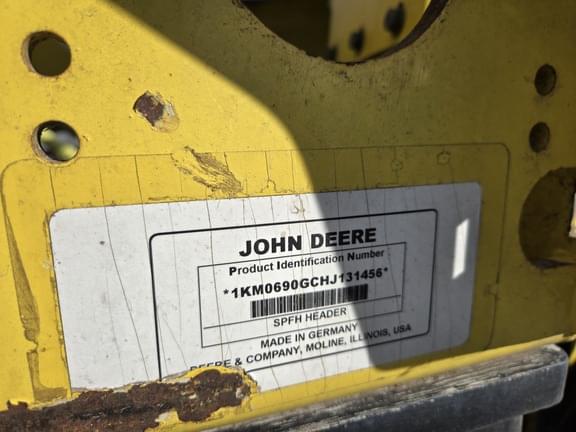 JOHN DEERE
Product Identification Number
*1KM0690GCHJ131456*
SPFH HEADER
MADE IN GERMANY
DEERE & COMPANY, MOLINE, ILLINOIS, USA